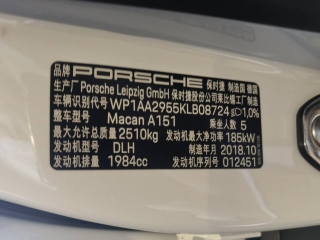 品牌 PORSCHE 保时捷 制造国 德国
生产厂 Porsche Leipzig GmbH 保时捷股份公司莱比锡工厂制造
车辆识别代号 WP1AA2955KLB08724 1,0%
整车型号 Macan A151 乘坐人数 5
最大允许总质量 2510kg 发动机最大净功率 185kW
发动机型号 DLH 制造年月 2018.10
发动机排量 1984cc 发动机序列号 012451